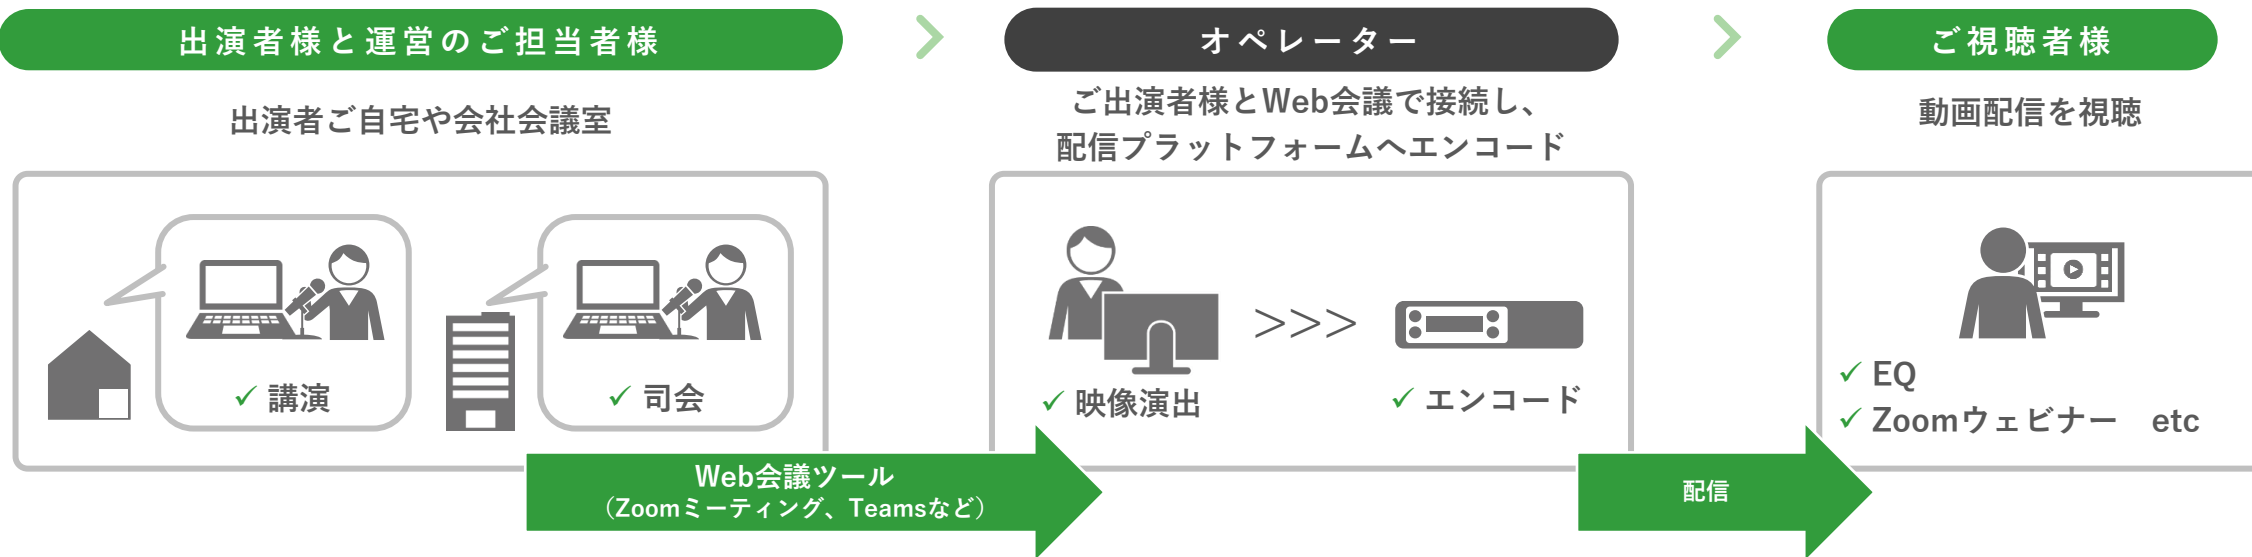 出演者様と運営のご担当者様
出演者ご自宅や会社会議室
講演
司会
Web会議ツール
（Zoomミーティング、Teamsなど）
オペレーター
ご出演者様とWeb会議で接続し、
配信プラットフォームへエンコード
映像演出
>>>
エンコード
配信
ご視聴者様
動画配信を視聴
EQ
Zoomウェビナー　etc